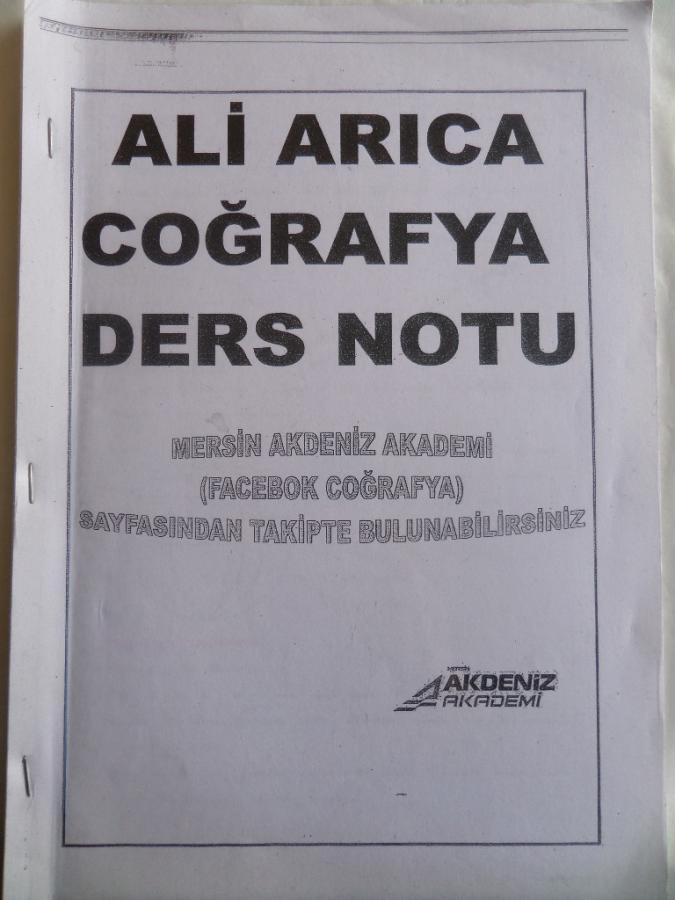 ALİ ARICA
COĞRAFYA
DERS NOTU
MERSİN AKDENİZ AKADEMİ
(FACEBOK COĞRAFYA)
SAYFASINDAN TAKİPTE BULUNABİLİRSİNİZ
MERSİN
AKDENİZ
AKADEMİ